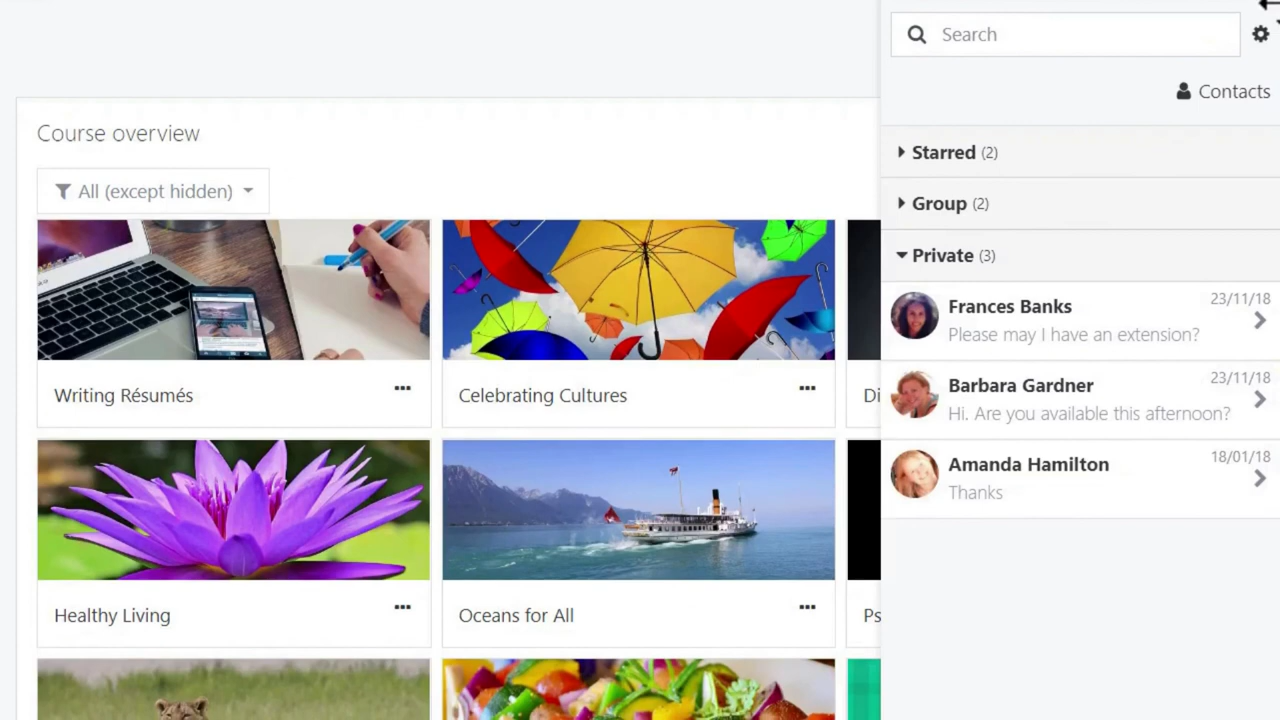 Search
Contacts
Course overview
All (except hidden)
Starred (2)
Group (2)
Private (3)
Frances Banks
23/11/18
Please may I have an extension?
Barbara Gardner
23/11/18
Hi. Are you available this afternoon?
Amanda Hamilton
18/01/18
Thanks
Writing Résumés
Celebrating Cultures
Di
Healthy Living
Oceans for All
Ps